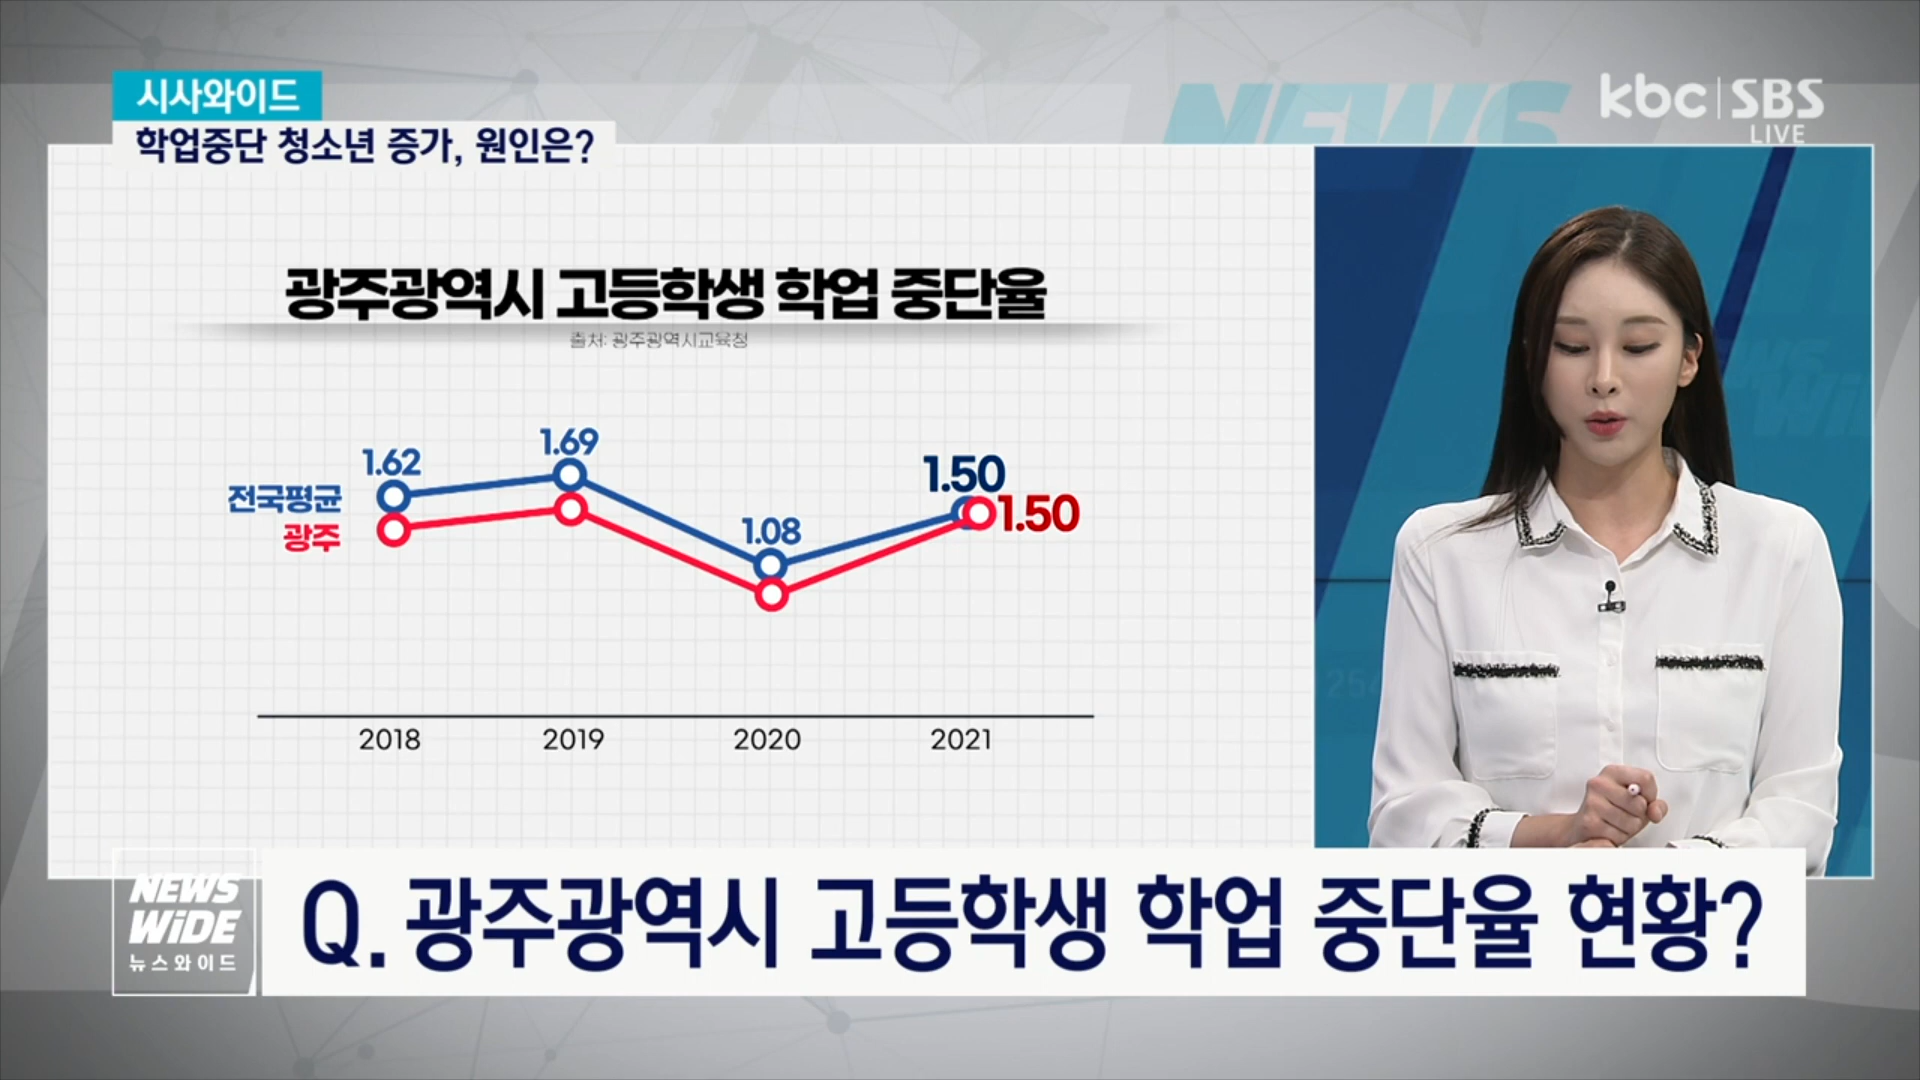 시사와이드
학업중단 청소년 증가, 원인은?
NEWS
kbc SBS
LIVE
광주광역시 고등학생 학업 중단율
출처: 광주광역시교육청
전국평균
광주
1.62
1.69
1.08
1.50
1.50
2018 2019 2020 2021
NEWS
WiDE
뉴스와이드
Q. 광주광역시 고등학생 학업 중단율 현황?